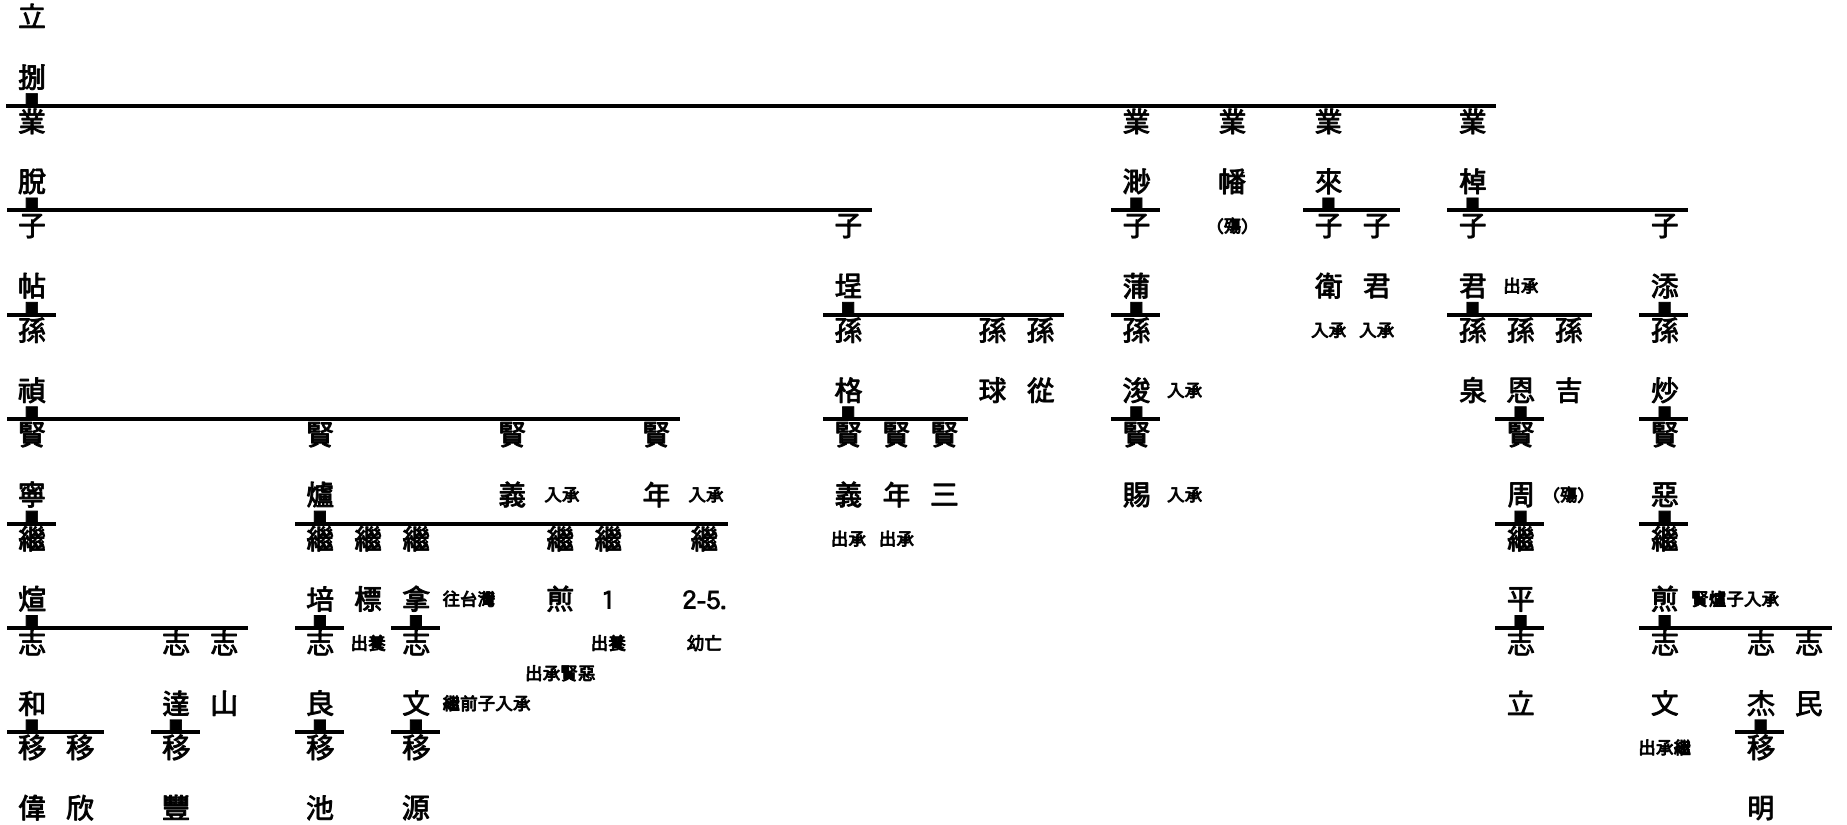 立
捌
業 業 業 業 業
脫 渺 幡 來 棹
子 子 子 (殤) 子 子 子 子
帖 埕 蒲 衛 君 君 出承 添
孫 孫 孫 孫 孫 入承 入承 孫 孫 孫 孫
禎 格 球 從 浚 入承 泉 恩 吉 炒
賢 賢 賢 賢 賢 賢 賢 賢 賢 賢
寧 爐 義 入承 年 入承 義 年 三 賜 入承 周 (殤) 惡
繼 繼 繼 繼 繼 繼 繼 出承 出承 繼 繼
煊 培 標 拿 往台灣 煎 1 2-5. 平 煎 賢爐子入承
志 志 志 志 出養 志 出養 幼亡 志 志 志 志
出承賢惡
和 達 山 良 文 繼前子入承 立 文 杰 民
移 移 移 移 移 出承繼 移
偉 欣 豐 池 源 明